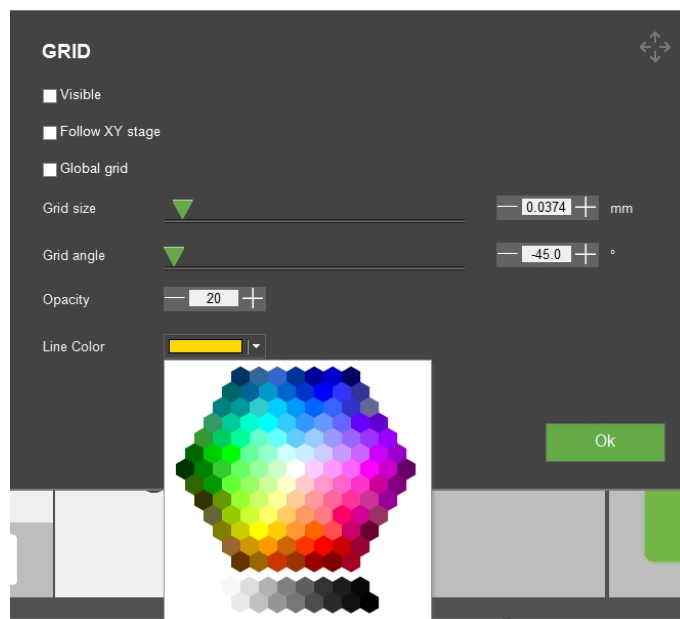 GRID
Visible
Follow XY stage
Global grid
Grid size 0.0374 mm
Grid angle -45.0 °
Opacity 20
Line Color
Ok